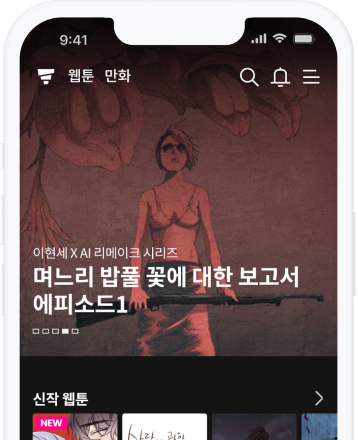 9:41
웹툰 만화
이현세 X AI 리메이크 시리즈
며느리 밥풀 꽃에 대한 보고서
에피소드1
신작 웹툰
NEW
사랑..